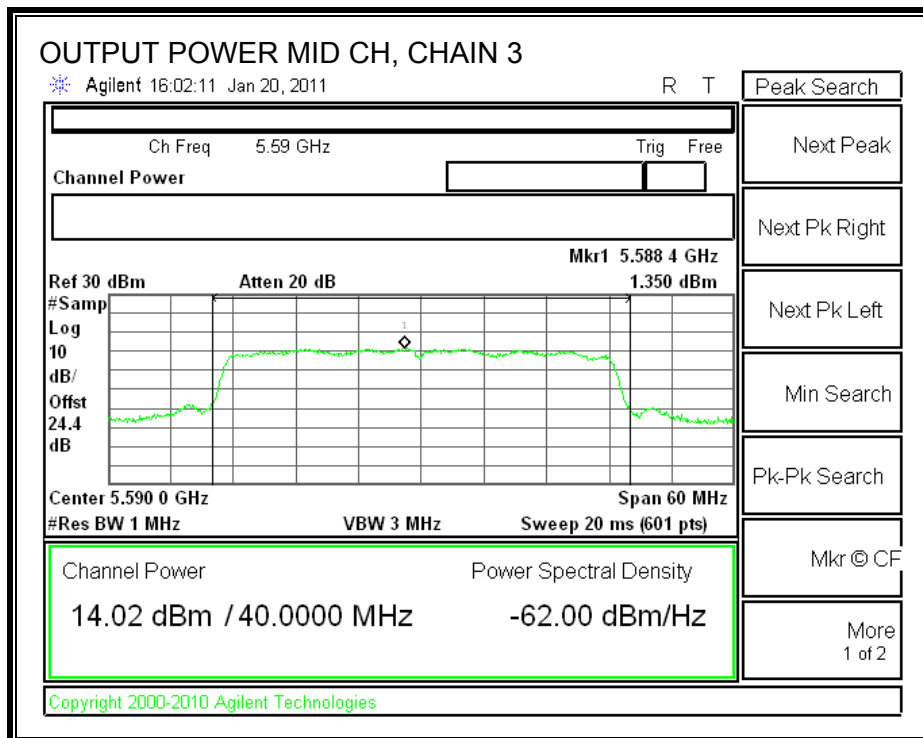 OUTPUT POWER MID CH, CHAIN 3
Agilent 16:02:11 Jan 20, 2011 R T
Peak Search
Ch Freq 5.59 GHz Trig Free
Channel Power
Next Peak
Next Pk Right
Mkr1 5.588 4 GHz
Ref 30 dBm Atten 20 dB 1.350 dBm
#Samp
Log
10
dB/
Offst
24.4
dB
1
Next Pk Left
Min Search
Pk-Pk Search
Center 5.590 0 GHz Span 60 MHz
#Res BW 1 MHz VBW 3 MHz Sweep 20 ms (601 pts)
Mkr © CF
Channel Power Power Spectral Density
14.02 dBm / 40.0000 MHz -62.00 dBm/Hz
More
1 of 2
Copyright 2000-2010 Agilent Technologies